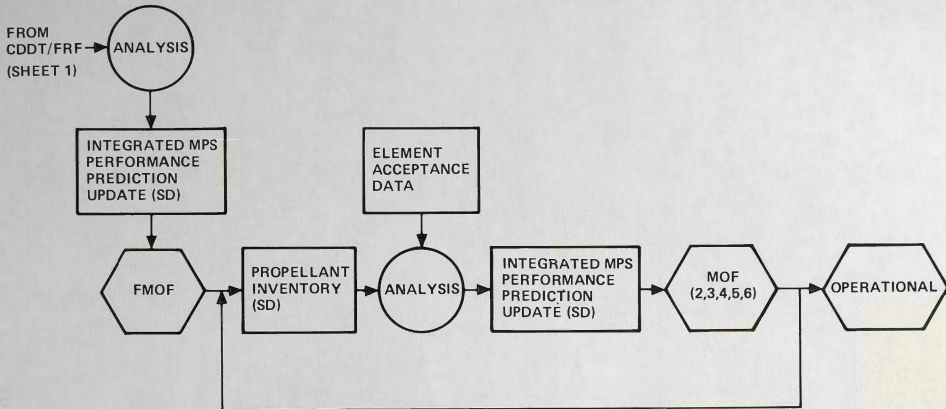 FROM
CDDT/FRF
(SHEET 1)
ANALYSIS
INTEGRATED MPS
PERFORMANCE
PREDICTION
UPDATE (SD)
ELEMENT
ACCEPTANCE
DATA
FMOF
PROPELLANT
INVENTORY
(SD)
ANALYSIS
INTEGRATED MPS
PERFORMANCE
PREDICTION
UPDATE (SD)
MOF
(2,3,4,5,6)
OPERATIONAL